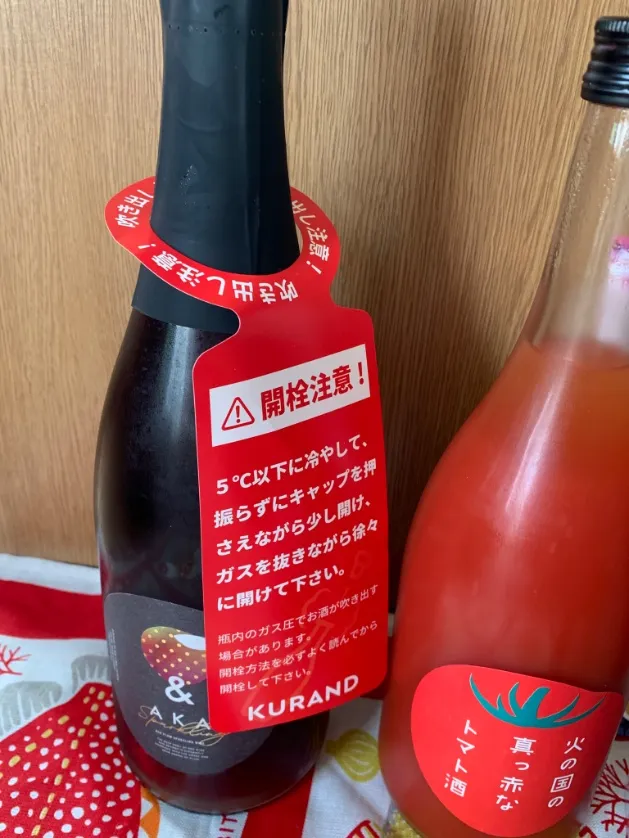 吹き出し注意!
吹き出
注意!
開栓注意!
5℃以下に冷やして、
振らずにキャップを押
さえながら少し開け、
ガスを抜きながら徐々
に開けて下さい。
瓶内のガス圧でお酒が吹き出す
場合があります。
開栓方法を必ずよく読んでから
開栓して下さい。
KURAND
&
AKA
Sparkling
火の国の
真っ赤な
トマト酒